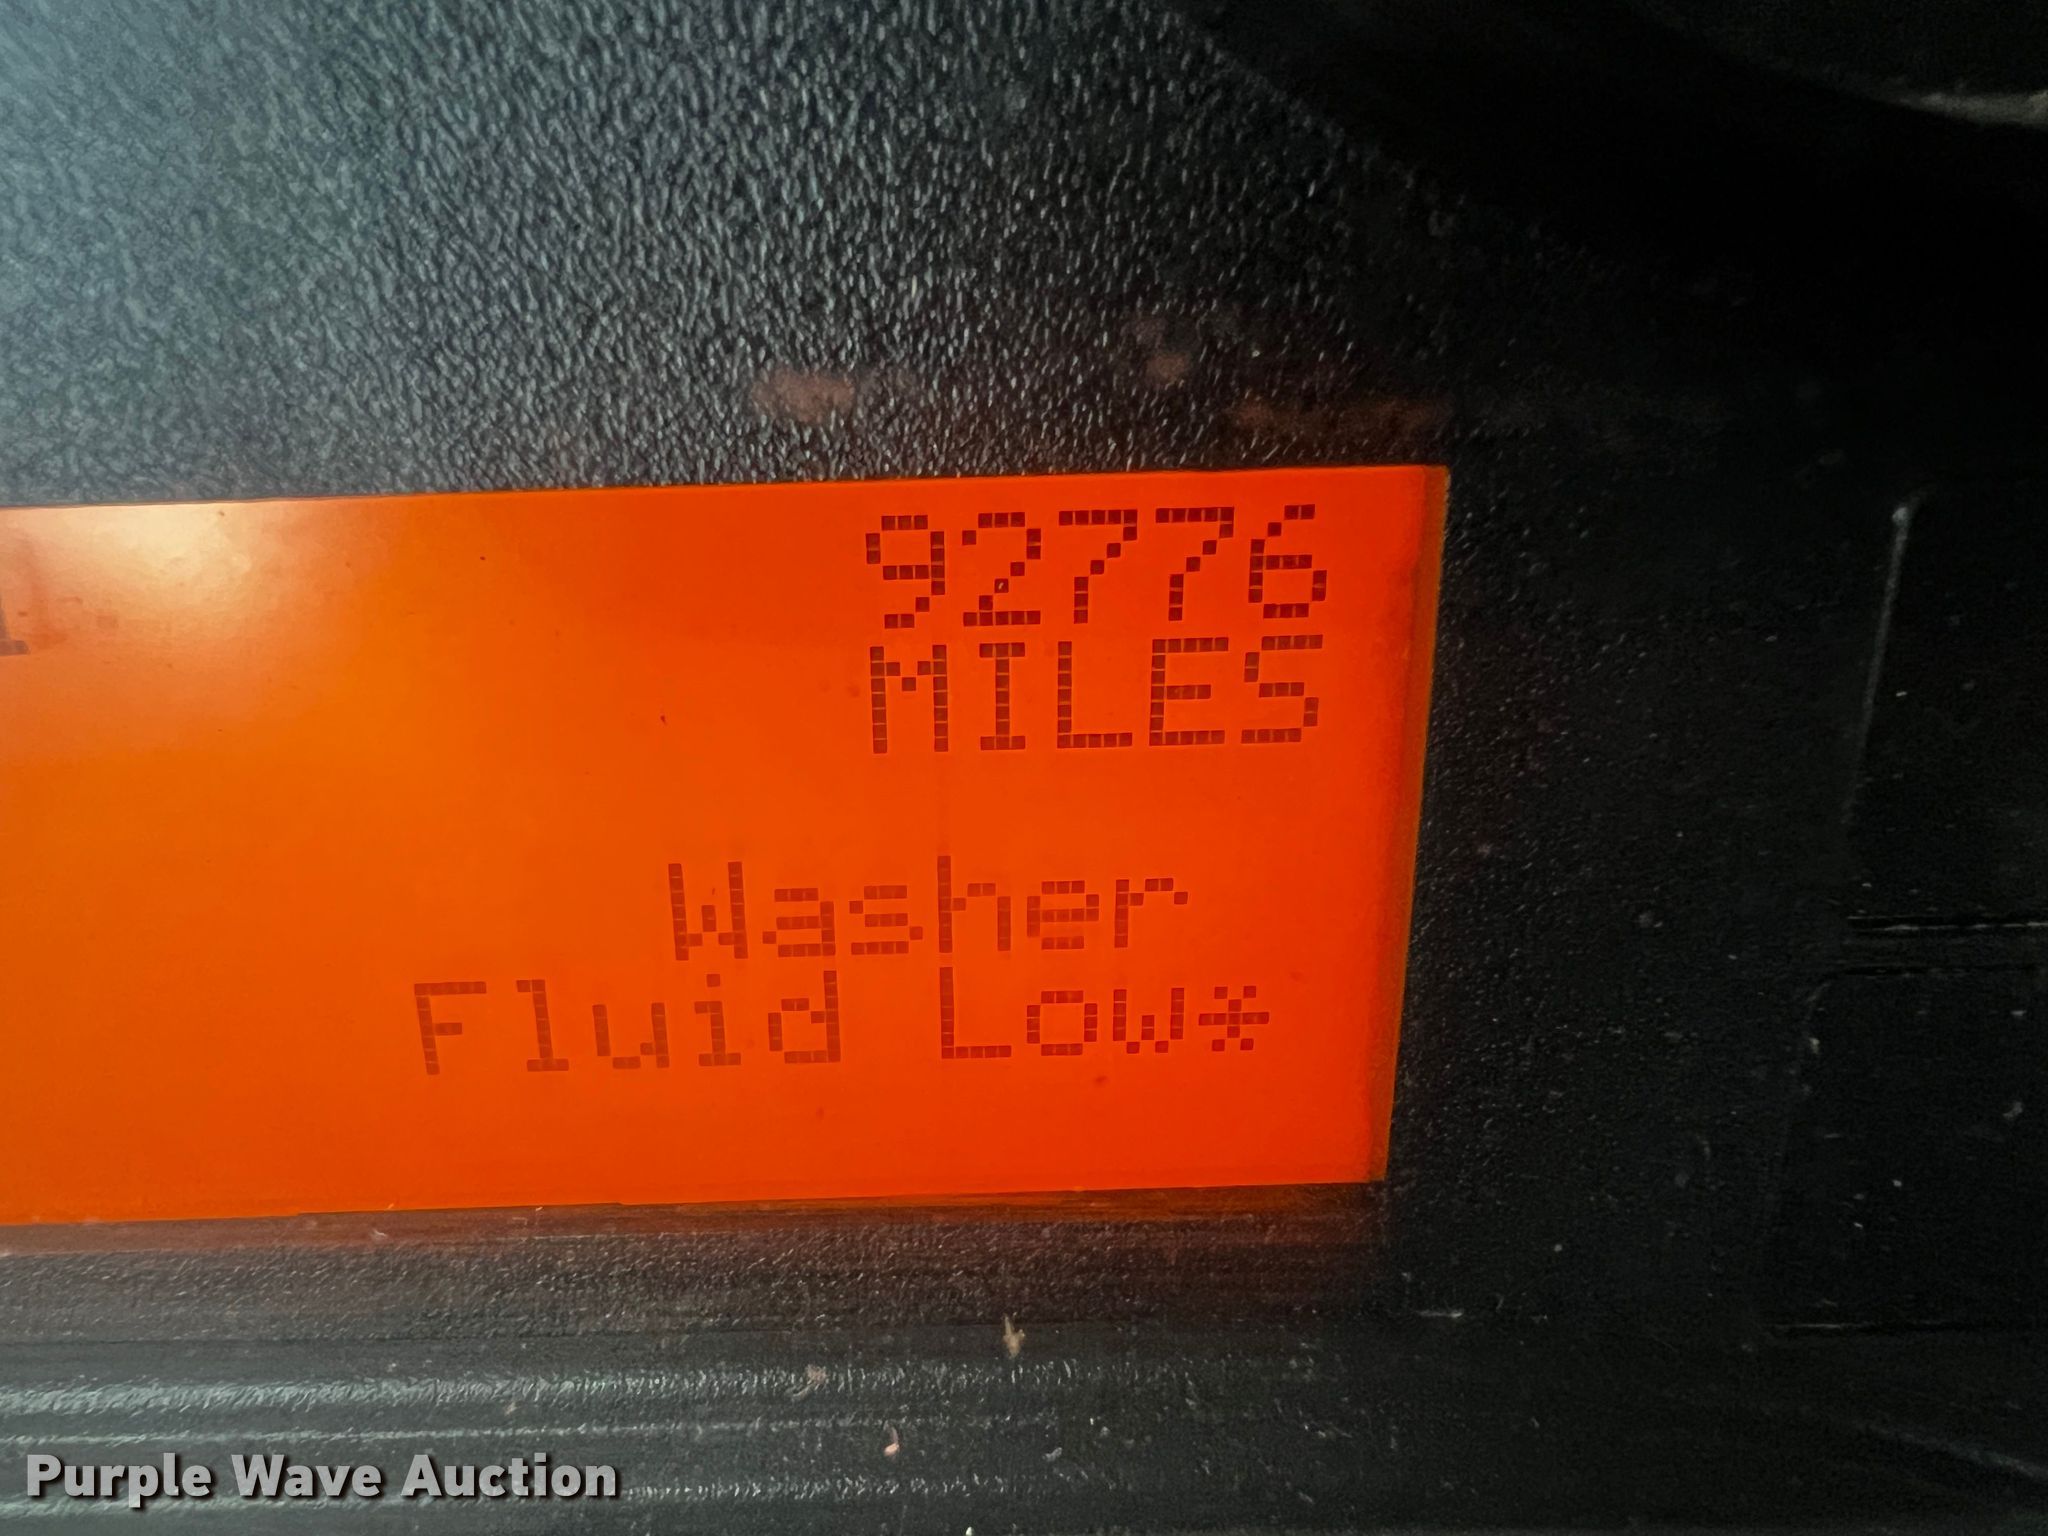 92776
MILES
Washer
Fluid Low*
Purple Wave Auction